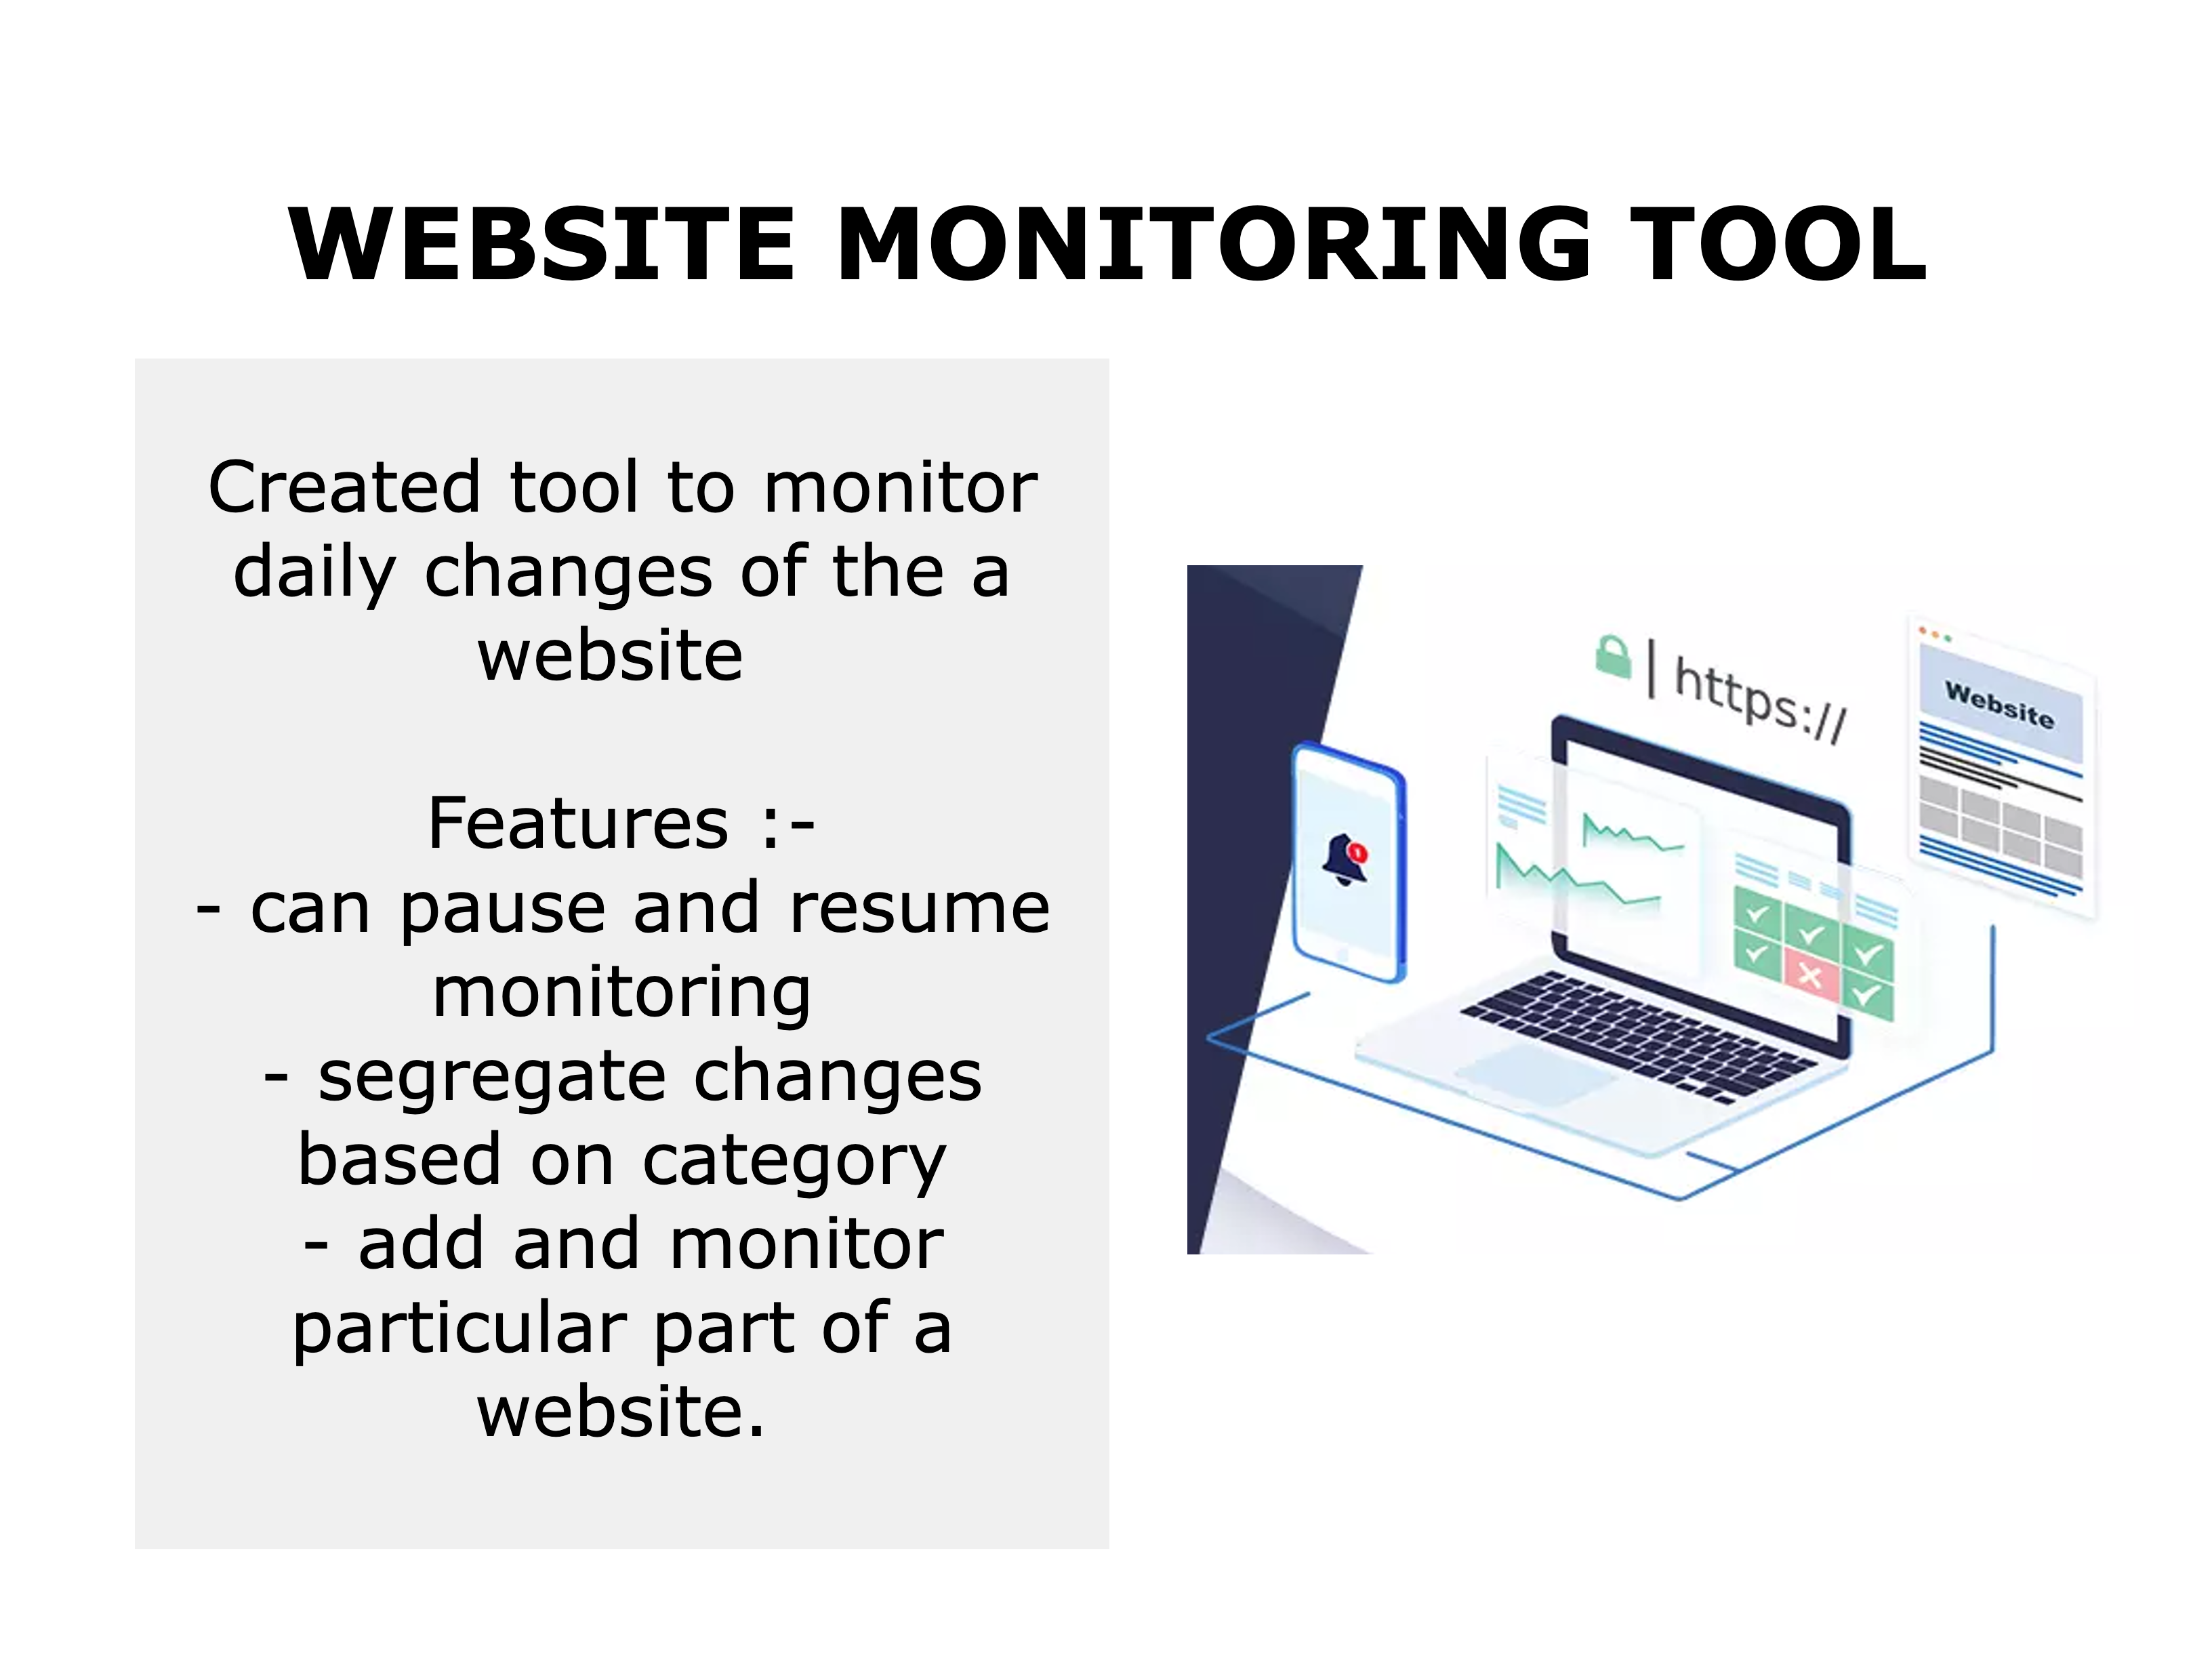 WEBSITE MONITORING TOOL
Created tool to monitor
daily changes of the a
website
Features :-
- can pause and resume
monitoring
- segregate changes
based on category
- add and monitor
particular part of a
website.
| https://
Website
1